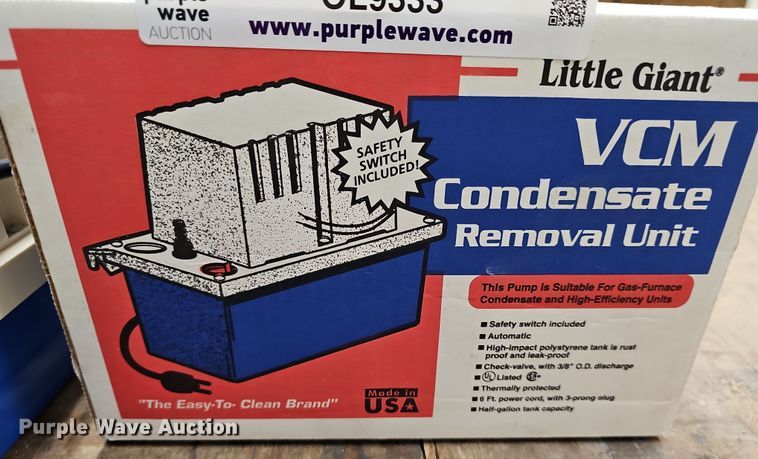 purple
wave
AUCTION
www.purplewave.com
Little Giant®
VCM
Condensate
Removal Unit
SAFETY
SWITCH
INCLUDED!
This Pump is Suitable For Gas-Furnace
Condensate and High-Efficiency Units
■ Safety switch included
■ Automatic
■ High-impact polystyrene tank is rust
proof and leak-proof
■ Check-valve, with 3/8" O.D. discharge
■ UL Listed
■ Thermally protected
■ 6 Ft. power cord, with 3-prong plug
■ Half-gallon tank capacity
"The Easy-To- Clean Brand"
Made in
USA
Purple Wave Auction